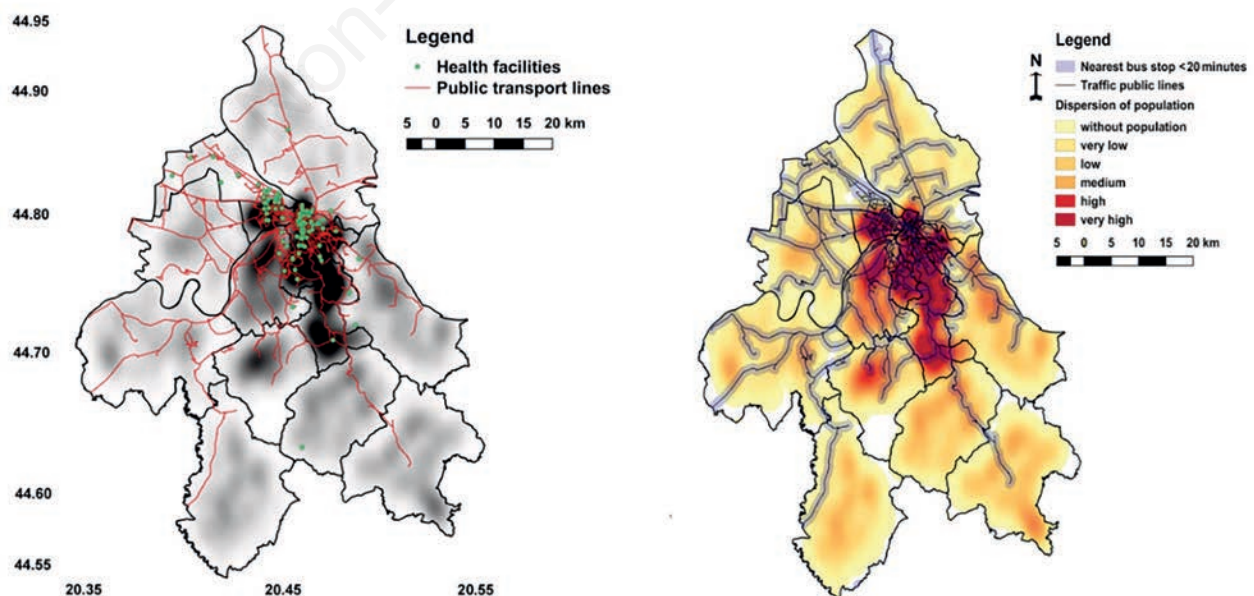 on-
44.95
44.90
44.80
44.70
44.60
44.55
20.35
20.45
20.55
Legend
Health facilities
Public transport lines
5 0 5 10 15 20 km
Legend
N
Nearest bus stop <20 minutes
Traffic public lines
Dispersion of population
without population
very low
low
medium
high
very high
5 0 5 10 15 20 km